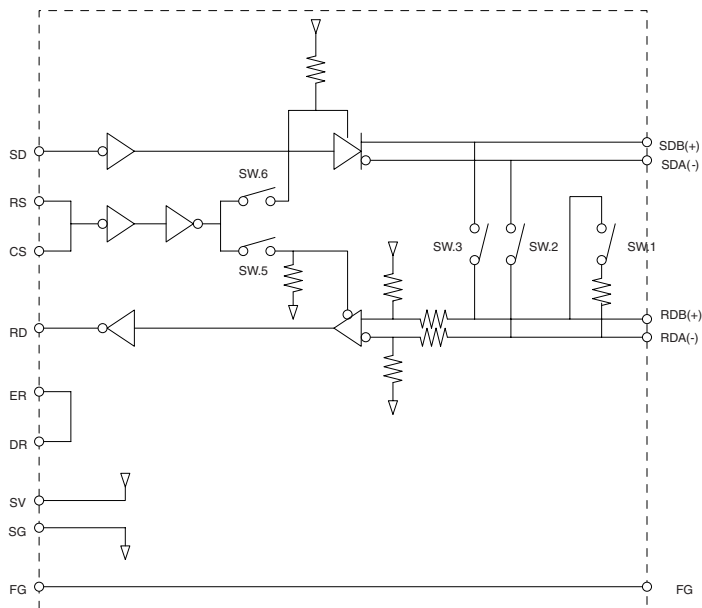 SD
SDB(+)
SDA(-)
SW.6
RS
SW.3
SW.2
SW.1
CS
SW.5
RD
RDB(+)
RDA(-)
ER
DR
SV
SG
FG
FG